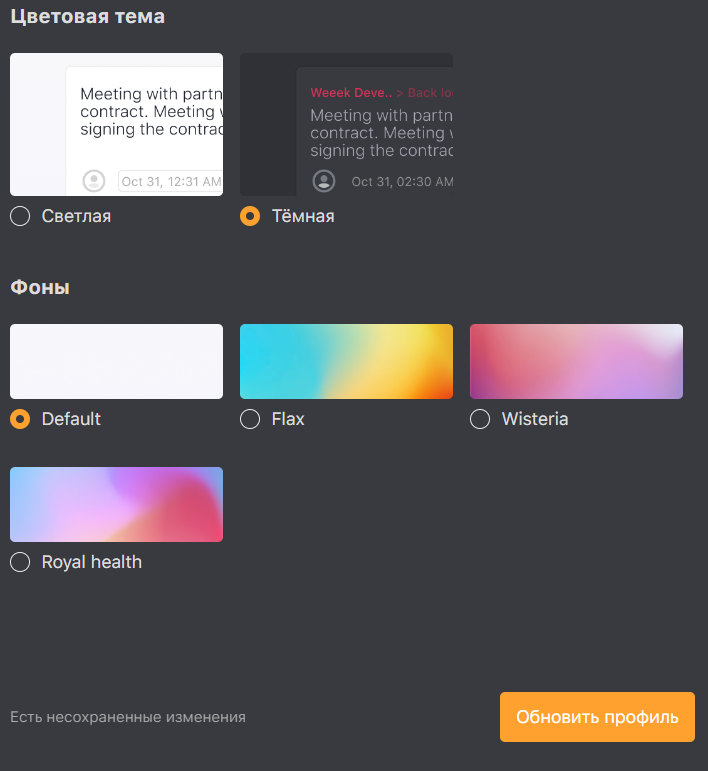 Цветовая тема
Meeting with partn
contract. Meeting w
signing the contrac
Oct 31, 12:31 AM
Weeek Deve.. > Back lo
Meeting with partn
contract. Meeting w
signing the contrac
Oct 31, 02:30 AM
Светлая
Тёмная
Фоны
Default
Flax
Wisteria
Royal health
Есть несохраненные изменения
Обновить профиль